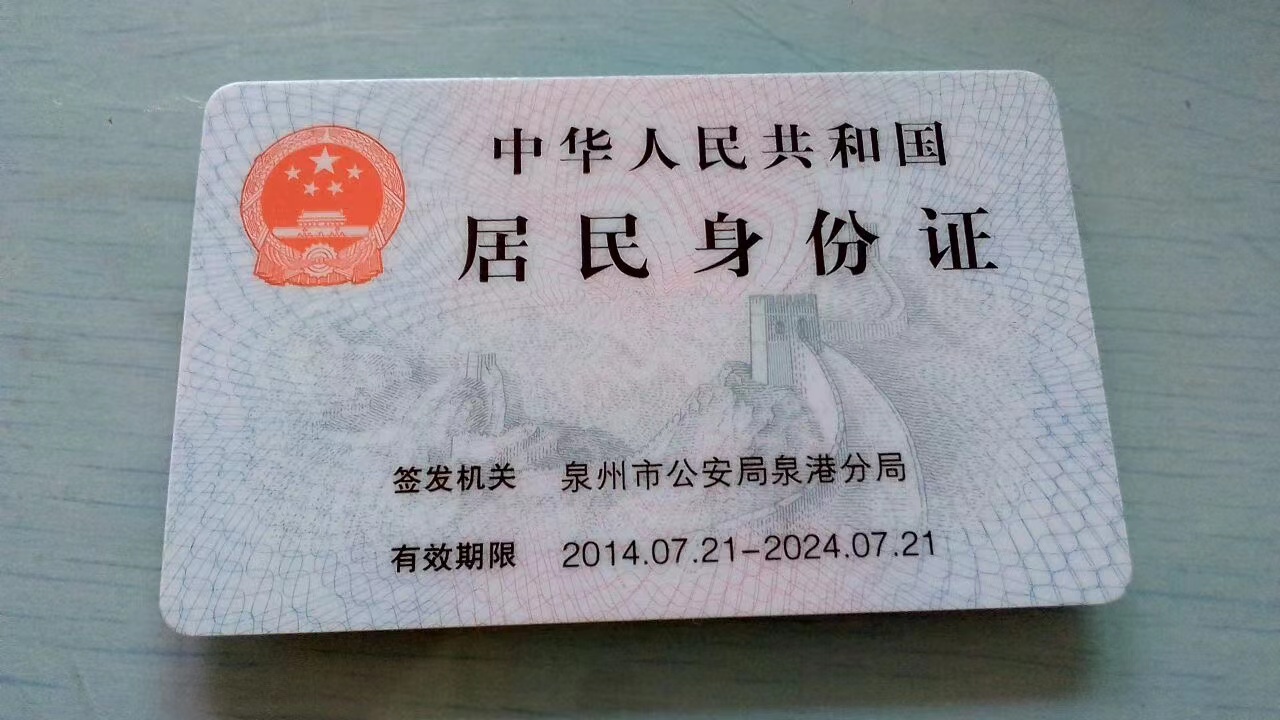 中华人民共和国
居民身份证
签发机关 泉州市公安局泉港分局
有效期限 2014.07.21-2024.07.21